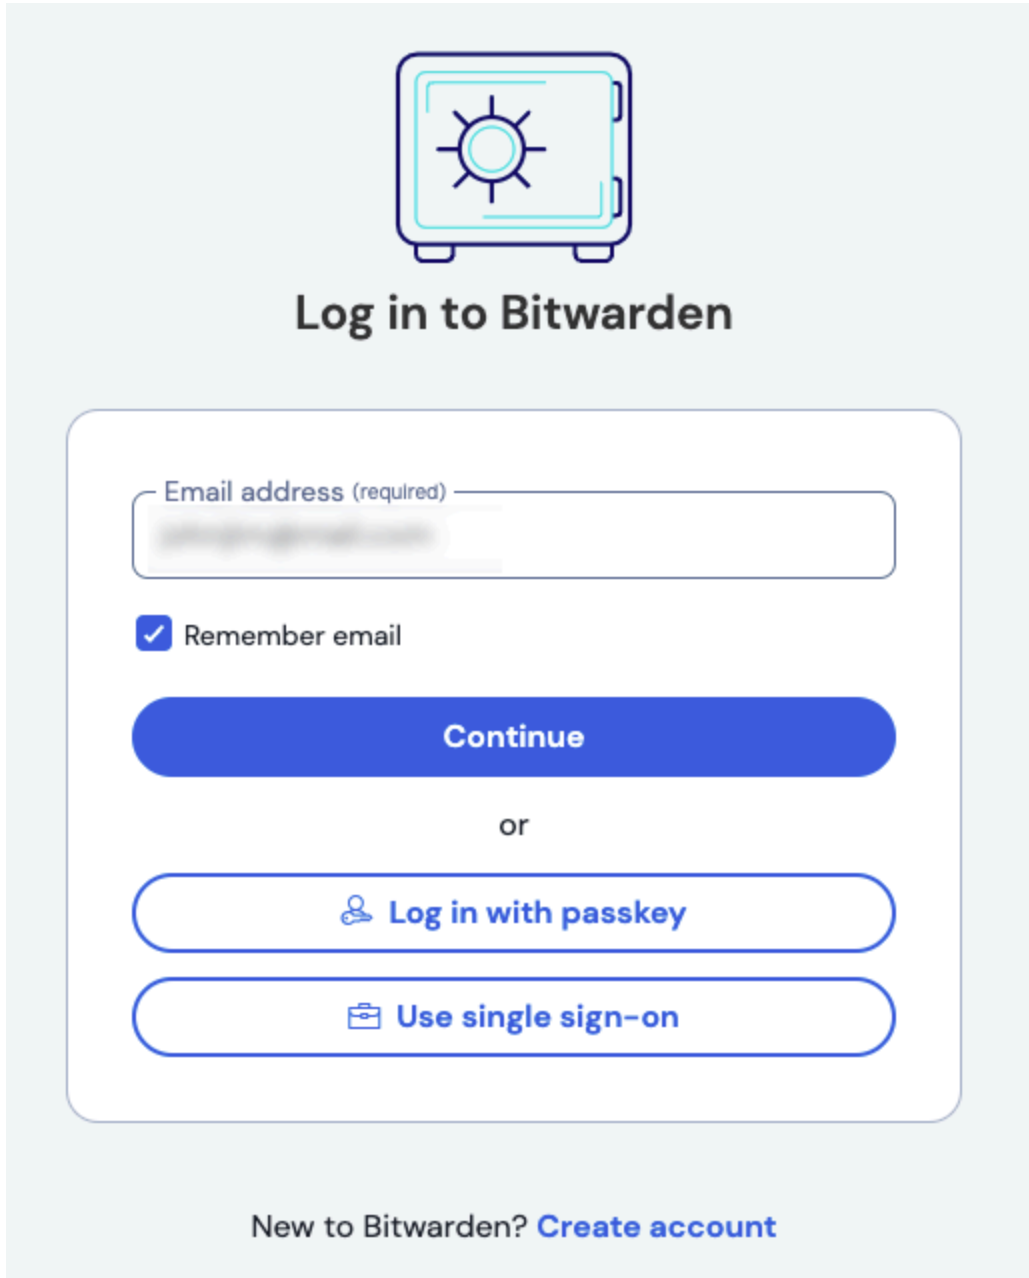 Log in to Bitwarden
Email address (required)
Remember email
Continue
or
Log in with passkey
Use single sign-on
New to Bitwarden? Create account